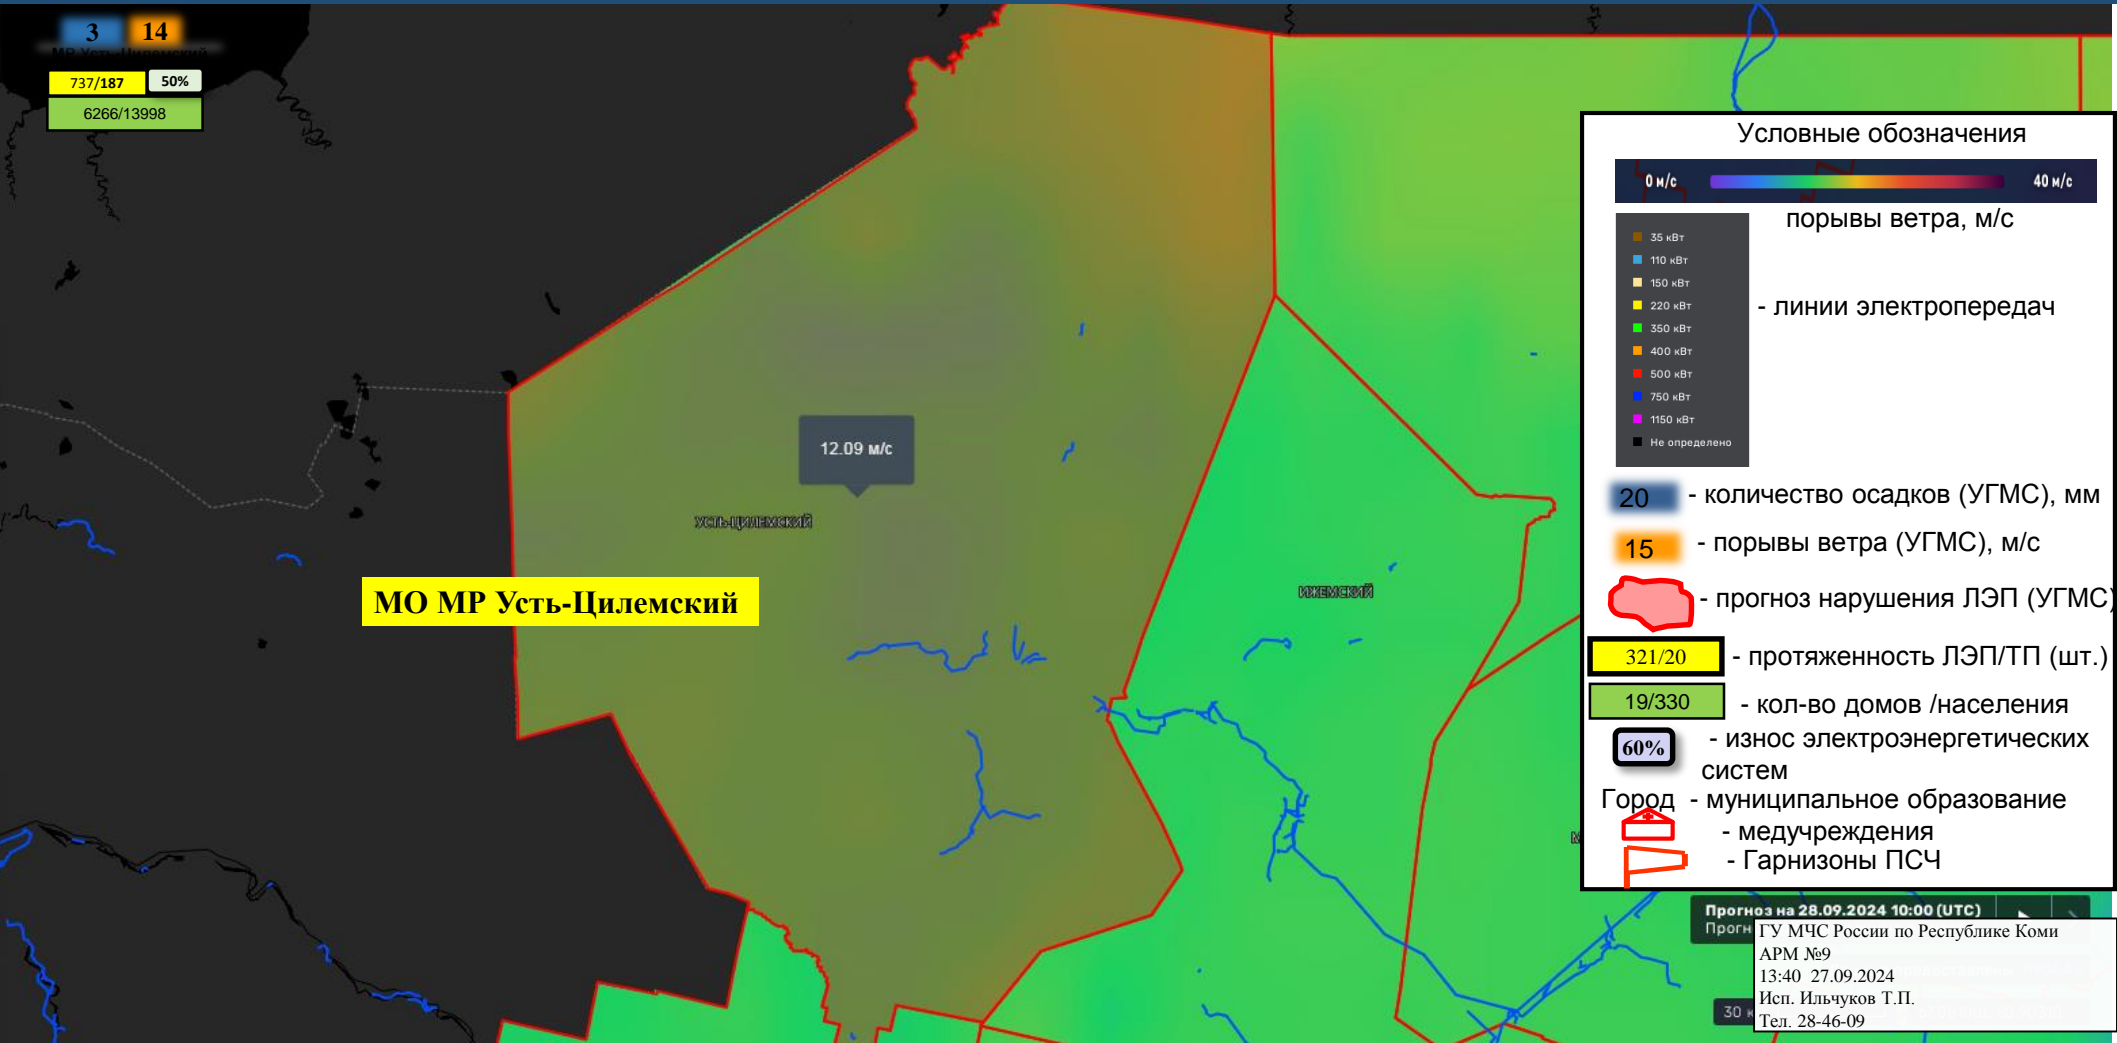 3 14
МР Усть-Цилемский
737/187 50%
6266/13998
12.09 м/с
УСТЬ-ЦИЛЕМСКИЙ
МО МР Усть-Цилемский
ИЖЕМСКИЙ
Условные обозначения
0 м/с 40 м/с
порывы ветра, м/с
35 кВт
110 кВт
150 кВт
220 кВт
350 кВт
400 кВт
500 кВт
750 кВт
1150 кВт
Не определено
- линии электропередач
20 - количество осадков (УГМС), мм
15 - порывы ветра (УГМС), м/с
- прогноз нарушения ЛЭП (УГМС)
321/20 - протяженность ЛЭП/ТП (шт.)
19/330 - кол-во домов /населения
60% - износ электроэнергетических
систем
Город - муниципальное образование
- медучреждения
- Гарнизоны ПСЧ
Прогноз на 28.09.2024 10:00 (UTC)
Прогн
ГУ МЧС России по Республике Коми
АРМ №9
13:40 27.09.2024
Исп. Ильчуков Т.П.
Тел. 28-46-09
30 к